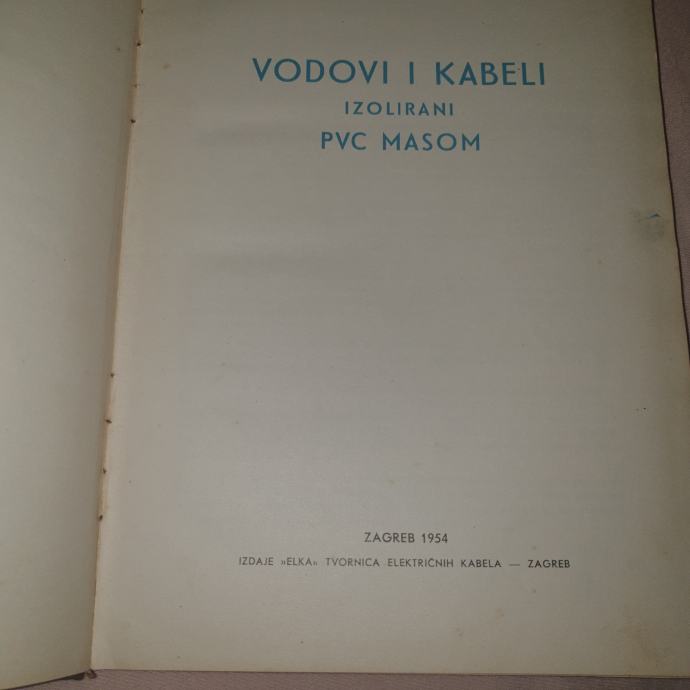 VODOVI I KABELI
IZOLIRANI
PVC MASOM
ZAGREB 1954
IZDAJE »ELKA« TVORNICA ELEKTRIČNIH KABELA — ZAGREB